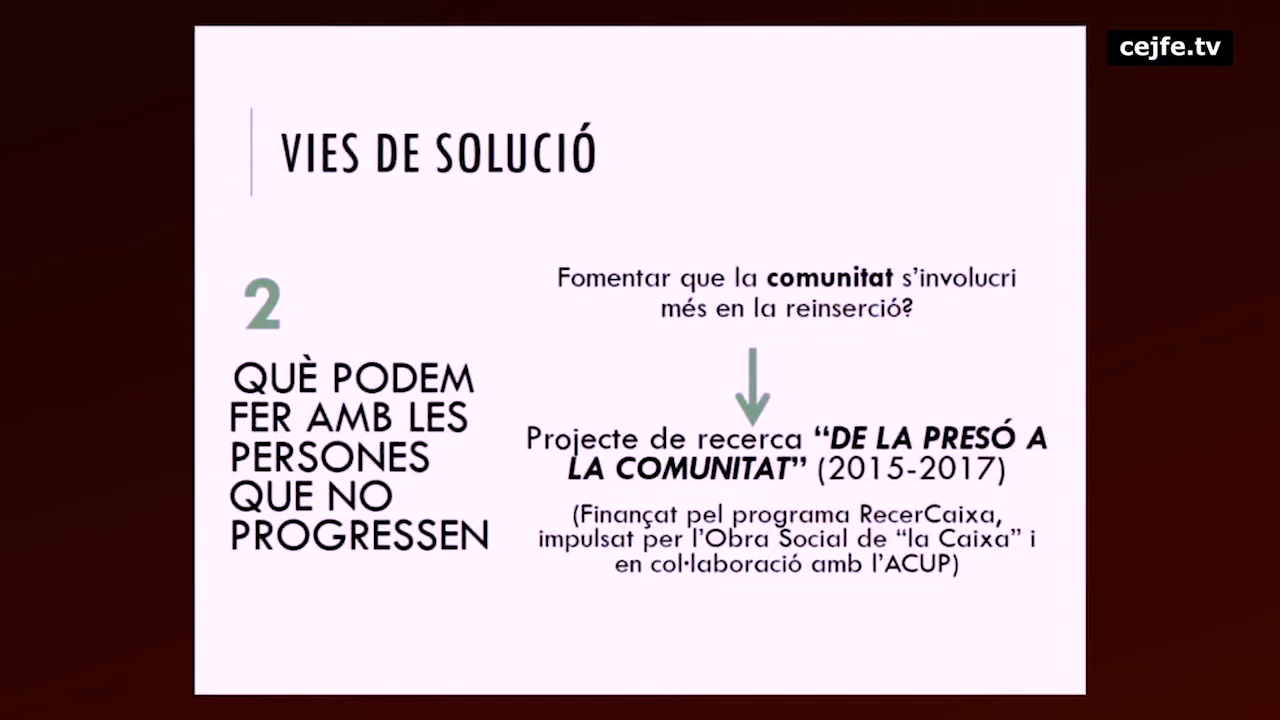 cejfe.tv
VIES DE SOLUCIÓ
2
QUÈ PODEM
FER AMB LES
PERSONES
QUE NO
PROGRESSEN
Fomentar que la comunitat s’involucri
més en la reinserció?
Projecte de recerca “DE LA PRESÓ A
LA COMUNITAT” (2015-2017)
(Finançat pel programa RecerCaixa,
impulsat per l’Obra Social de “la Caixa” i
en col·laboració amb l’ACUP)